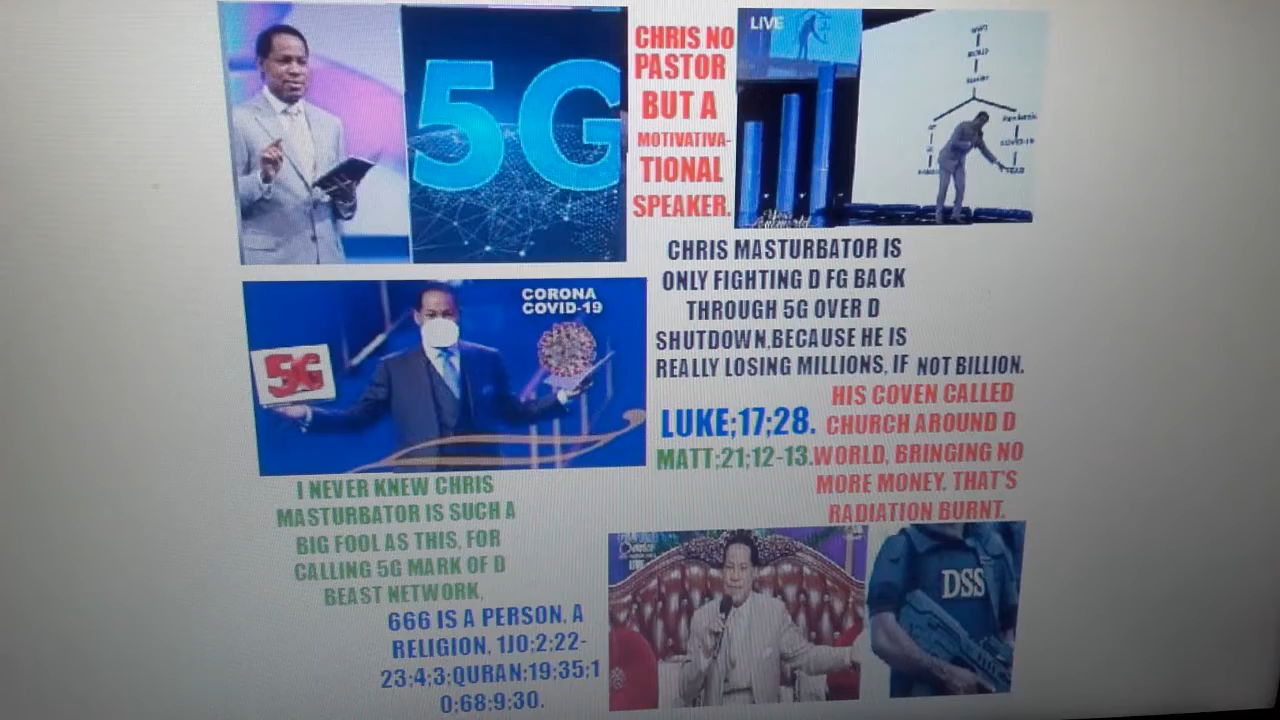 5G
CHRIS NO
PASTOR
BUT A
MOTIVATIVA-
TIONAL
SPEAKER.
LIVE
COVID-19
CHRIS MASTURBATOR IS
ONLY FIGHTING D FG BACK
THROUGH 5G OVER D
SHUTDOWN,BECAUSE HE IS
REALLY LOSING MILLIONS, IF NOT BILLION.
CORONA
COVID-19
5G
LUKE;17;28.
MATT;21;12-13.
HIS COVEN CALLED
CHURCH AROUND D
WORLD, BRINGING NO
MORE MONEY. THAT'S
RADIATION BURNT.
I NEVER KNEW CHRIS
MASTURBATOR IS SUCH A
BIG FOOL AS THIS, FOR
CALLING 5G MARK OF D
BEAST NETWORK,
666 IS A PERSON, A
RELIGION, 1JO;2;22-
23;4;3;QURAN;19;35;1
0;68;9;30.
DSS